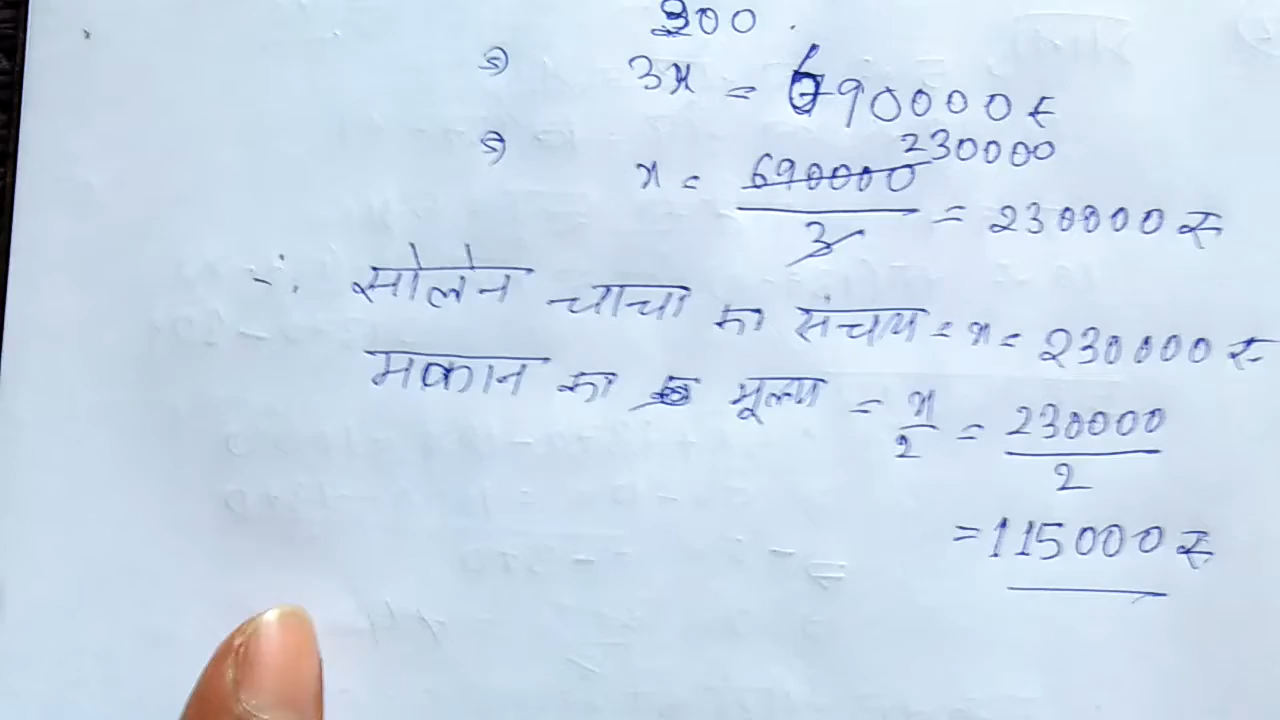 300.
⇒ 3x = 690000 ₹
⇒ x = 690000/3 230000 = 230000 ₹
∴ सोलेन चाचा का संचय = x = 230000 ₹
मकान का मूल्य = x/2 = 230000/2
= 115000 ₹